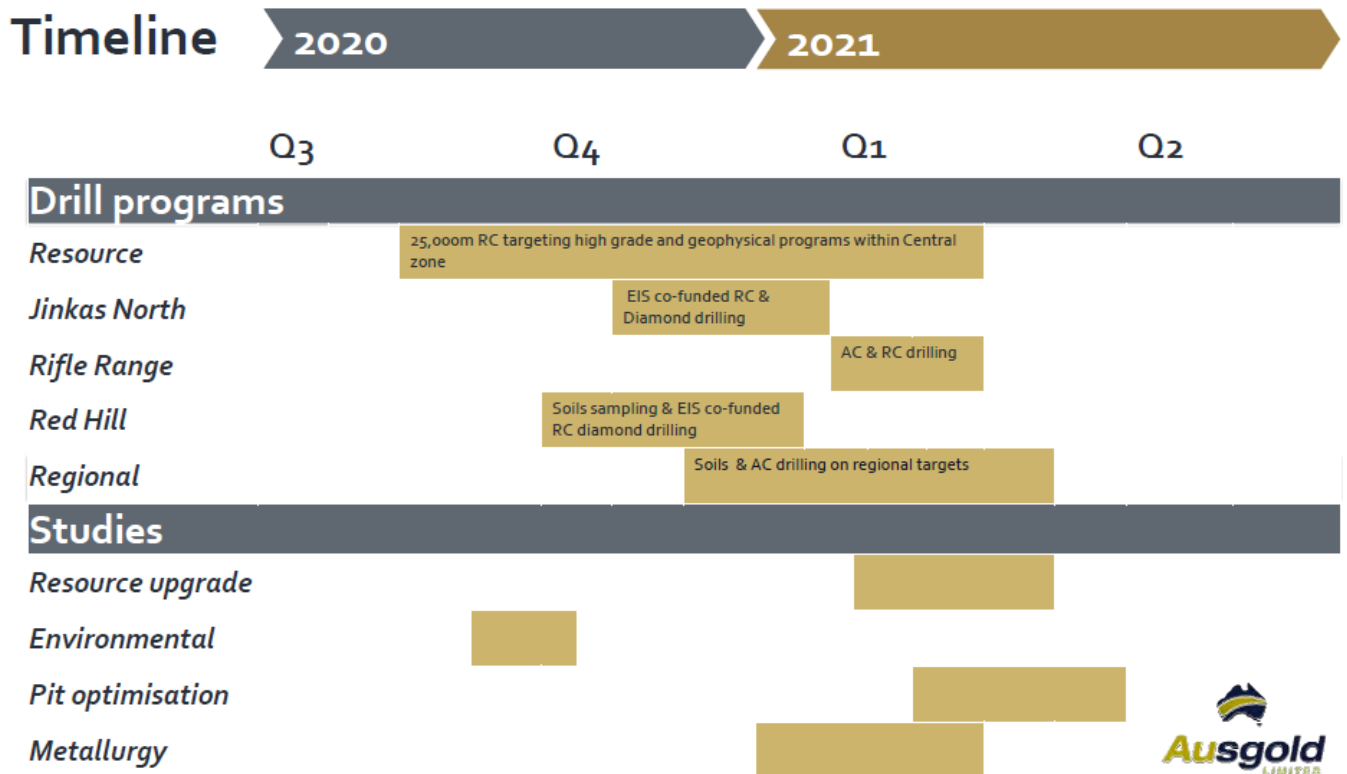 Timeline 2020 2021
Q3 Q4 Q1 Q2
Drill programs
Resource
25,000m RC targeting high grade and geophysical programs within Central
zone
Jinkas North
EIS co-funded RC &
Diamond drilling
Rifle Range
AC & RC drilling
Red Hill
Soils sampling & EIS co-funded
RC diamond drilling
Regional
Soils & AC drilling on regional targets
Studies
Resource upgrade
Environmental
Pit optimisation
Metallurgy
Ausgold
LIMITED